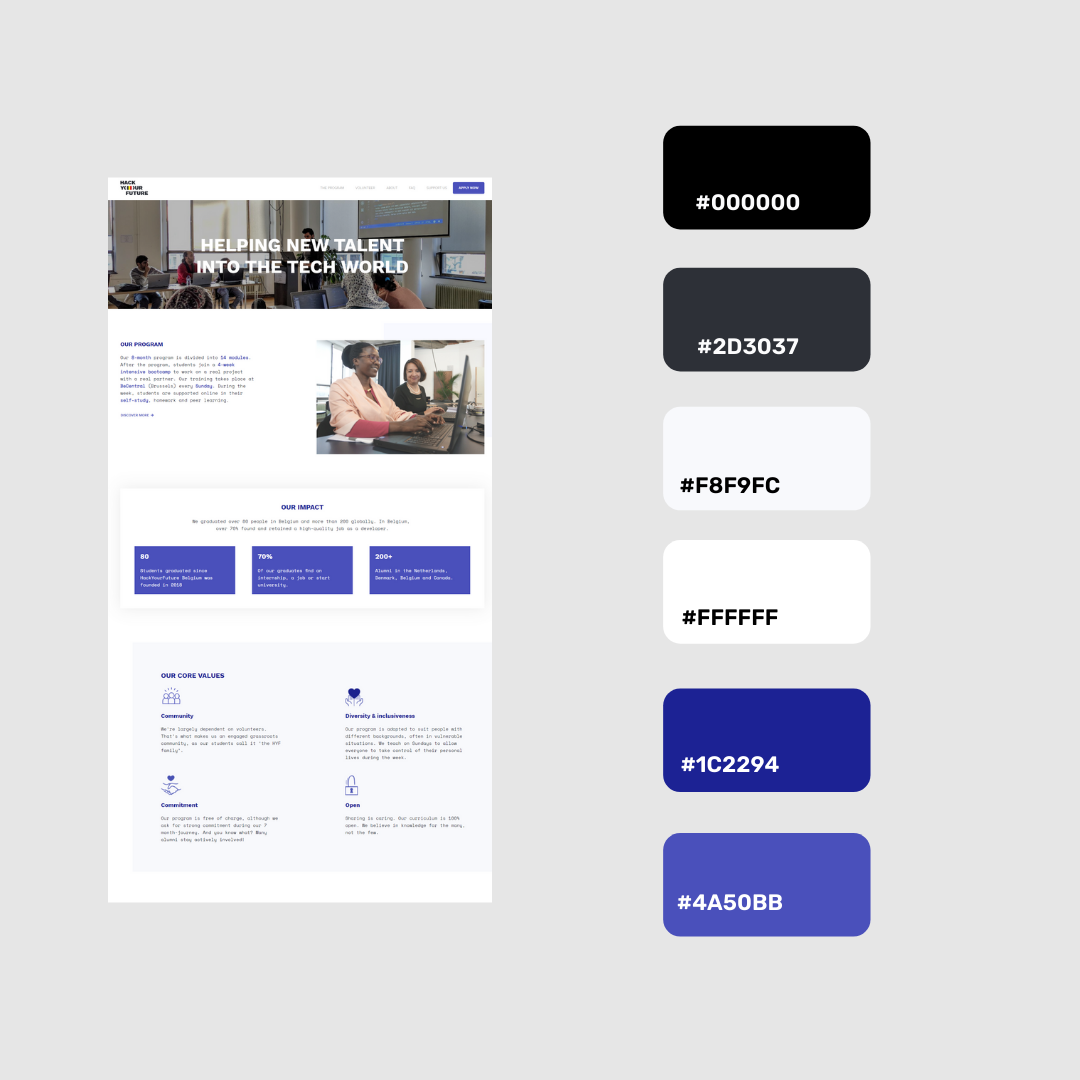 HACK
YOUR
FUTURE
THE PROGRAM VOLUNTEER ABOUT FAQ SUPPORT US APPLY NOW
HELPING NEW TALENT
INTO THE TECH WORLD
OUR PROGRAM
Our 8-month program is divided into 14 modules.
After the program, students join a 4-week
intensive bootcamp to work on a real project
with a real partner. Our training takes place at
BeCentral (Brussels) every Sunday. During the
week, students are supported online in their
self-study, homework and peer learning.
DISCOVER MORE →
OUR IMPACT
We graduated over 80 people in Belgium and more than 200 globally. In Belgium,
over 70% found and retained a high-quality job as a developer.
80
Students graduated since
HackYourFuture Belgium was
founded in 2018
70%
Of our graduates find an
internship, a job or start
university.
200+
Alumni in the Netherlands,
Denmark, Belgium and Canada.
OUR CORE VALUES
Community
We're largely dependent on volunteers.
That's what makes us an engaged grassroots
community, as our students call it "the HYF
family".
Diversity & inclusiveness
Our program is adapted to suit people with
different backgrounds, often in vulnerable
situations. We teach on Sundays to allow
everyone to take control of their personal
lives during the week.
Commitment
Our program is free of charge, although we
ask for strong commitment during our 7
month-journey. And you know what? Many
alumni stay actively involved!
Open
Sharing is caring. Our curriculum is 100%
open. We believe in knowledge for the many,
not the few.
#000000
#2D3037
#F8F9FC
#FFFFFF
#1C2294
#4A50BB